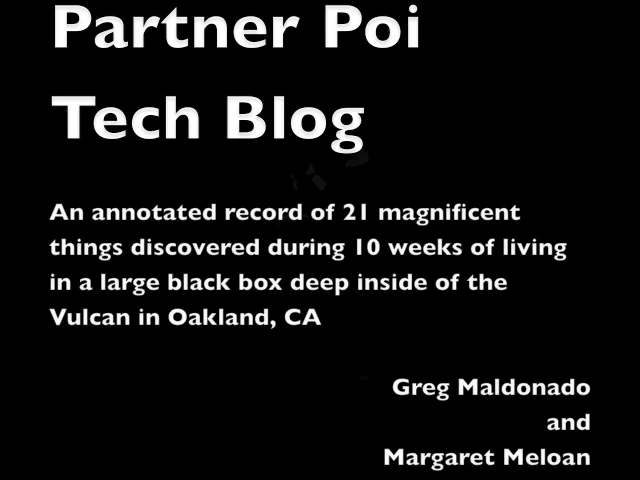 Partner Poi
Tech Blog
An annotated record of 21 magnificent
things discovered during 10 weeks of living
in a large black box deep inside of the
Vulcan in Oakland, CA
Greg Maldonado
and
Margaret Meloan